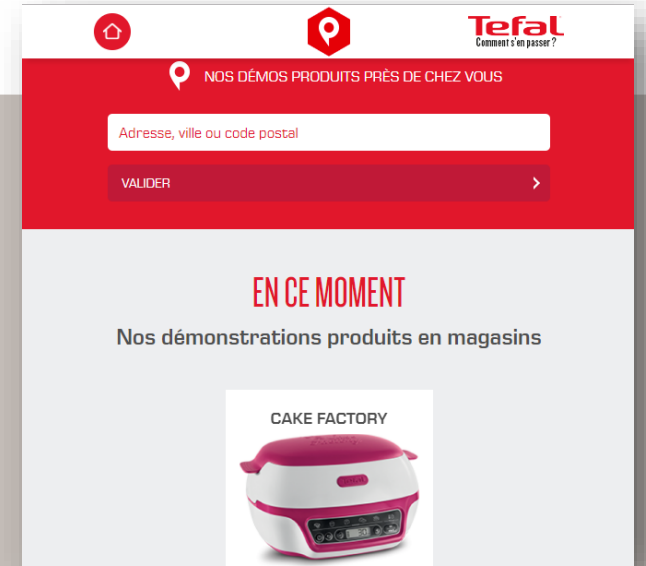 Tefal
Comment s'en passer ?
NOS DÉMOS PRODUITS PRÈS DE CHEZ VOUS
Adresse, ville ou code postal
VALIDER
EN CE MOMENT
Nos démonstrations produits en magasins
CAKE FACTORY